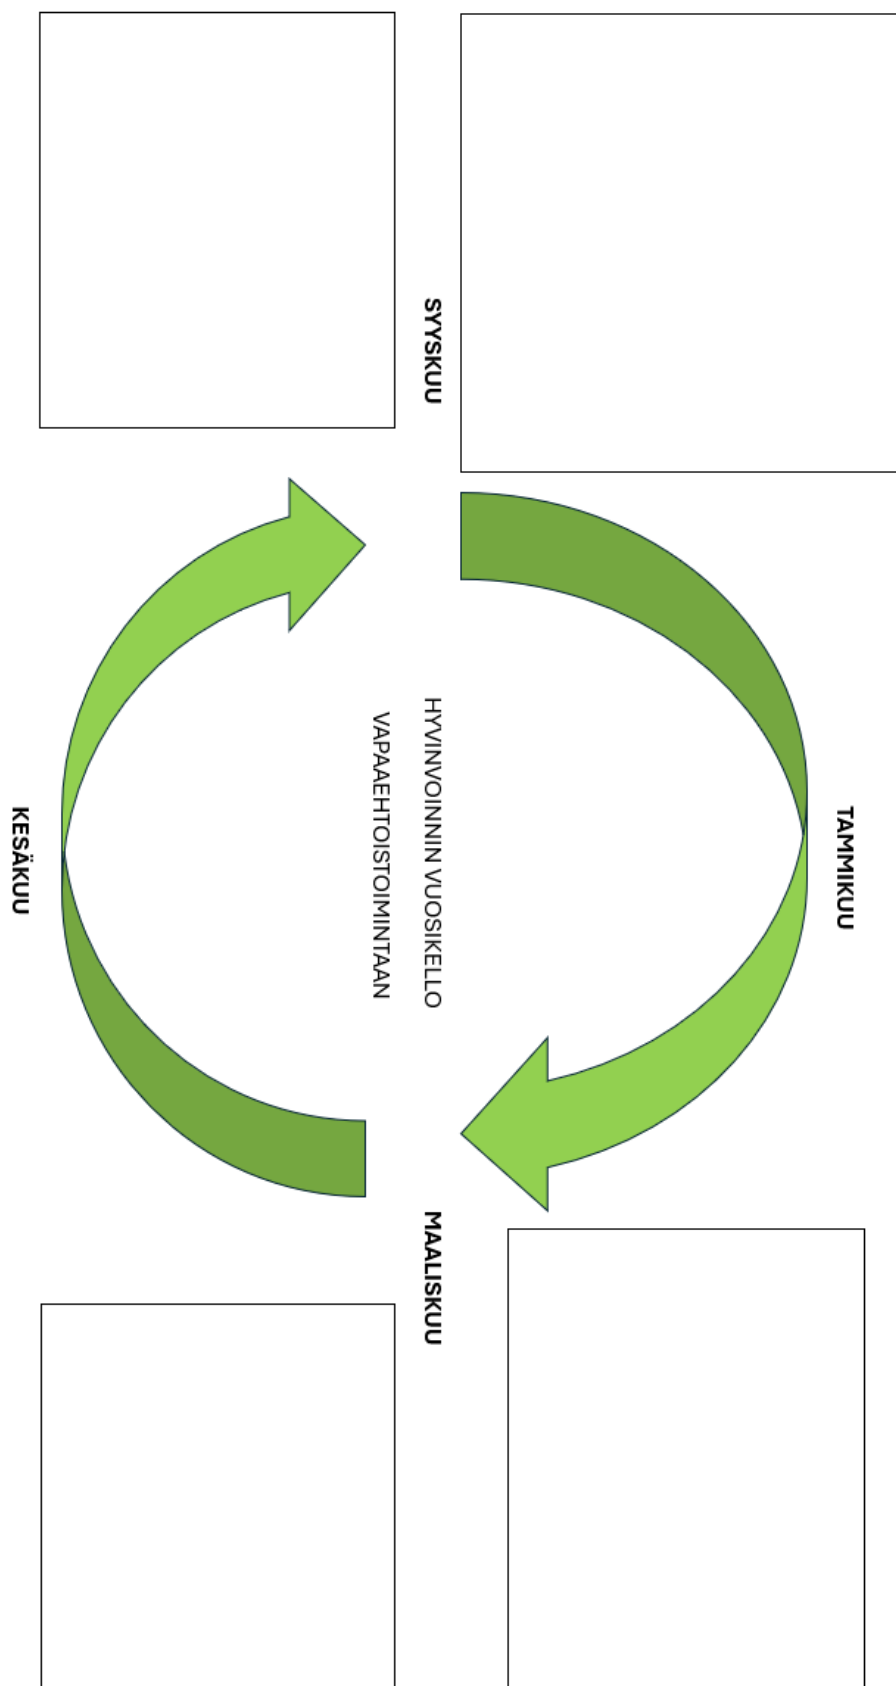 TAMMIKUU
SYYSKUU
HYVINVOINNIN VUOSIKELLO
VAPAAEHTOISTOIMINTAAN
MAALISKUU
KESÄKUU